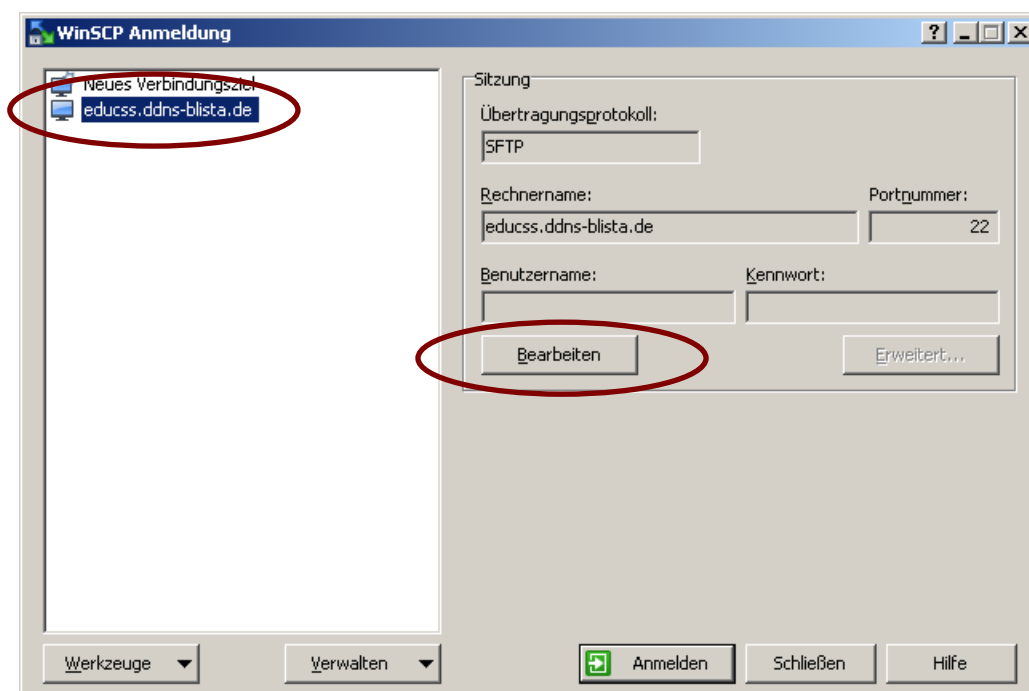 WinSCP Anmeldung
Neues Verbindungsziel
educss.ddns-blista.de
Sitzung
Übertragungsprotokoll:
SFTP
Rechnername:
Portnummer:
educss.ddns-blista.de
22
Benutzername:
Kennwort:
Bearbeiten
Erweitert...
Werkzeuge
Verwalten
Anmelden
Schließen
Hilfe